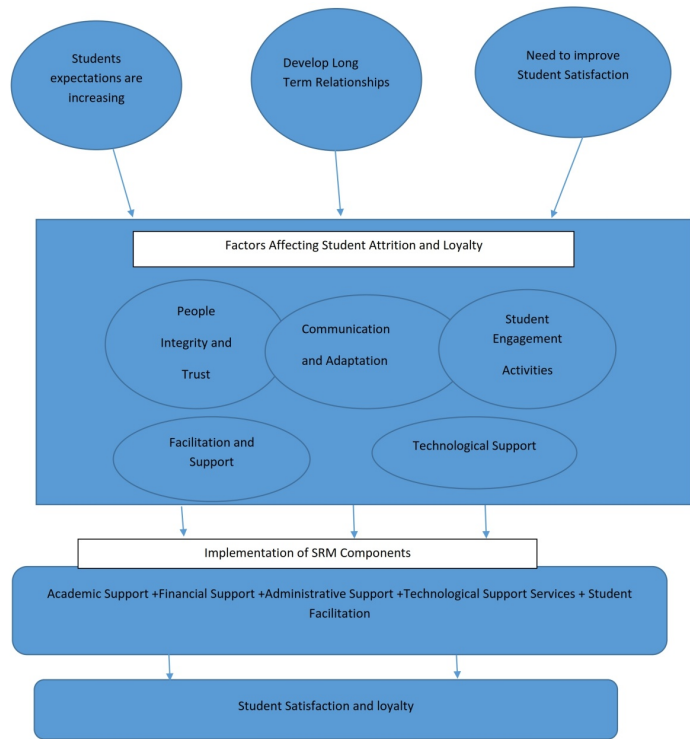 Students
expectations are
increasing
Develop Long
Term Relationships
Need to improve
Student Satisfaction
Factors Affecting Student Attrition and Loyalty
People
Integrity and
Trust
Communication
and Adaptation
Student
Engagement
Activities
Facilitation and
Support
Technological Support
Implementation of SRM Components
Academic Support +Financial Support +Administrative Support +Technological Support Services + Student
Facilitation
Student Satisfaction and loyalty